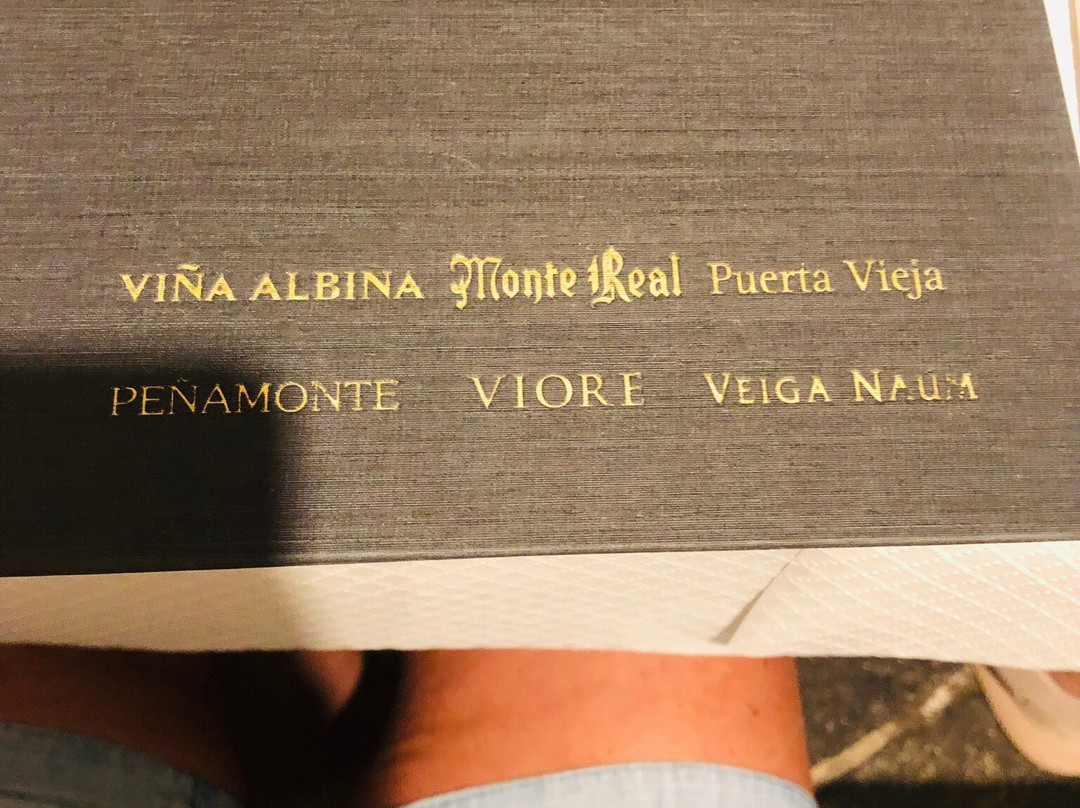 VIÑA ALBINA Monte Real Puerta Vieja
PEÑAMONTE VIORE VEIGA NAUM